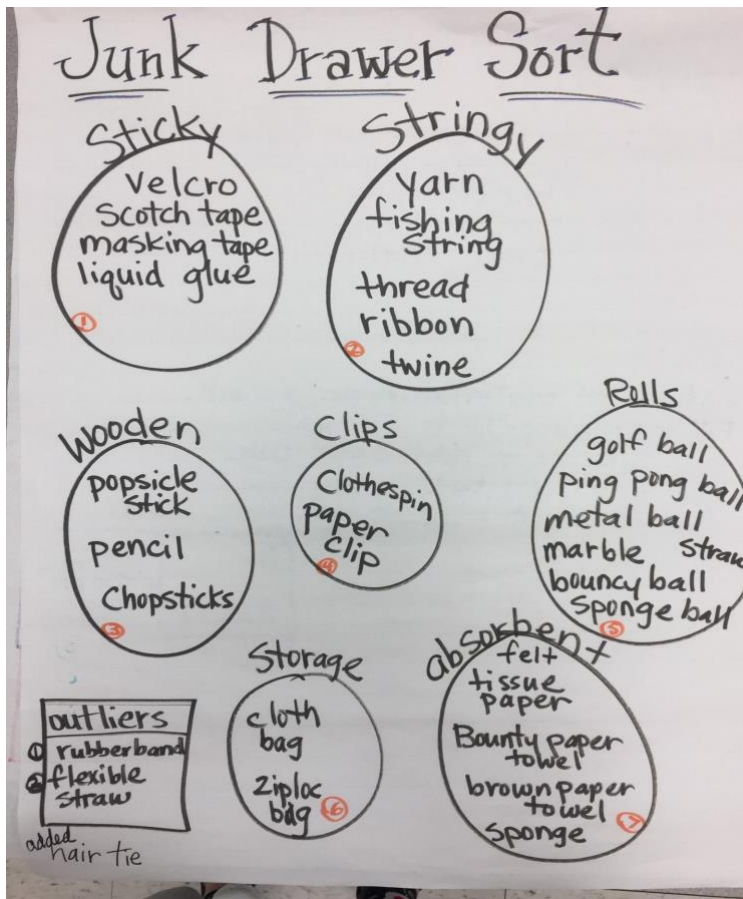 Junk Drawer Sort
Sticky
Velcro
Scotch tape
masking tape
liquid glue
①
Stringy
yarn
fishing
string
thread
ribbon
twine
②
Wooden
popsicle
stick
pencil
Chopsticks
③
Clips
Clothespin
paper
clip
④
Rolls
golf ball
ping pong ball
metal ball
marble straw
bouncy ball
sponge ball
⑤
Storage
cloth
bag
Ziploc
bag
⑥
absorbent
felt
tissue
paper
Bounty paper
towel
brown paper
towel
sponge
⑦
outliers
① rubberband
② flexible
straw
added
hair tie